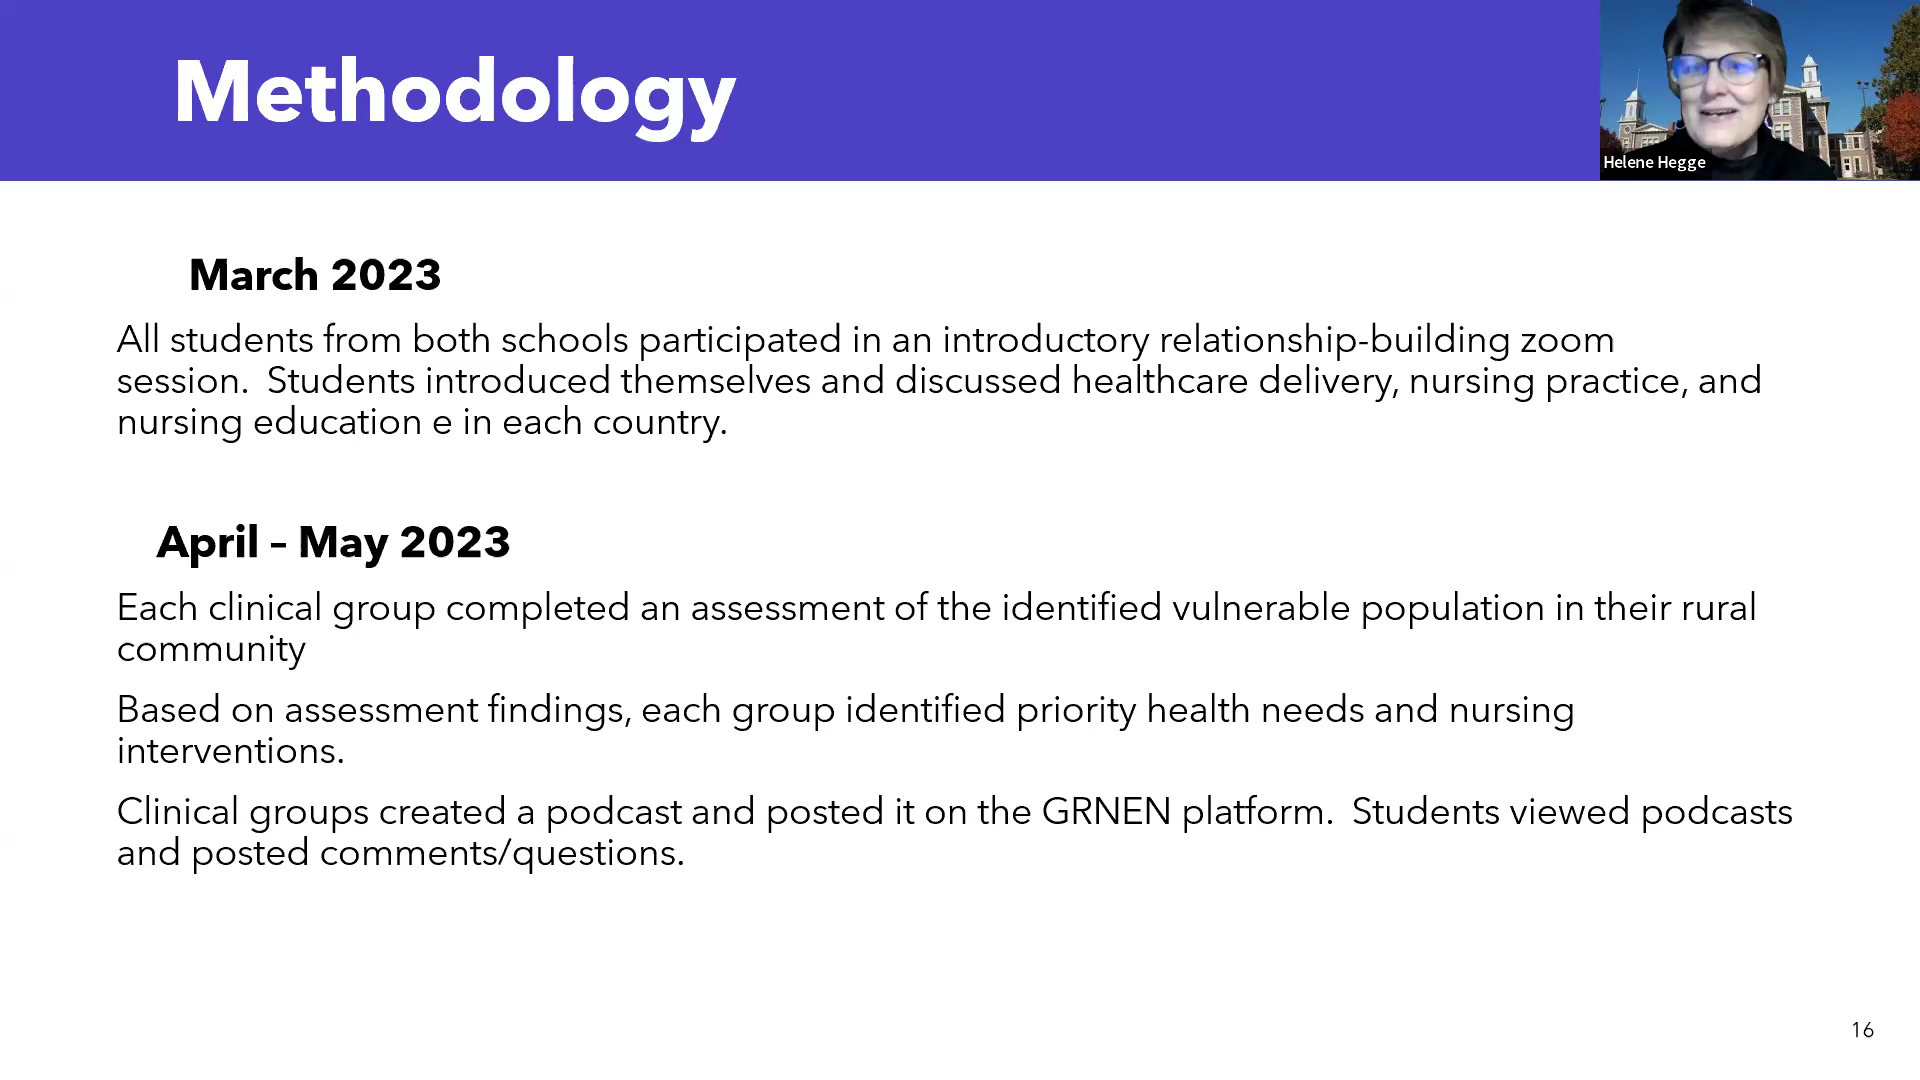 Methodology
Helene Hegge
March 2023
All students from both schools participated in an introductory relationship-building zoom
session.  Students introduced themselves and discussed healthcare delivery, nursing practice, and
nursing education e in each country.
April – May 2023
Each clinical group completed an assessment of the identified vulnerable population in their rural
community
Based on assessment findings, each group identified priority health needs and nursing
interventions.
Clinical groups created a podcast and posted it on the GRNEN platform.  Students viewed podcasts
and posted comments/questions.
16